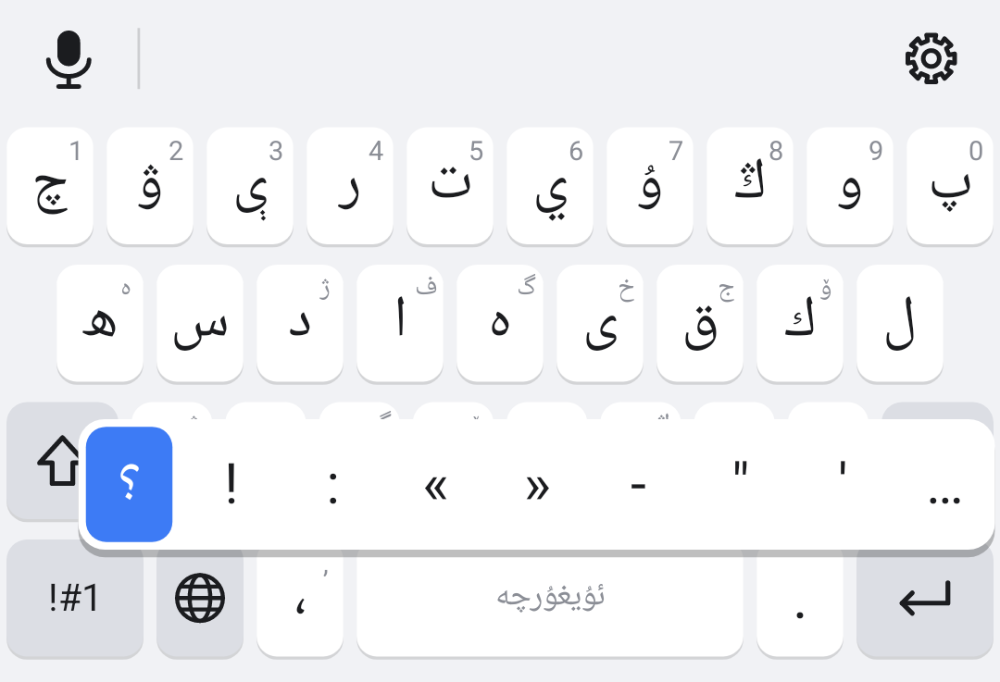 1 2 3 4 5 6 7 8 9 0
چ ۋ ې ر ت ي ۇ ڭ و پ
ە ژ ف گ خ ج ۆ
ھ س د ا ە ى ق ك ل
؟ ! : « » - " ' ...
!#1 ، ’ ئۇيغۇرچە .